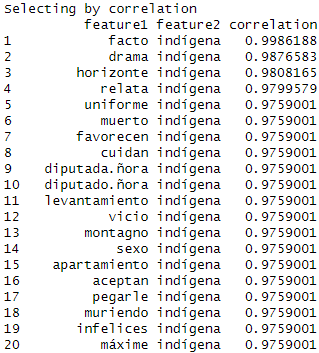 Selecting by correlation
feature1 feature2 correlation
1 facto indígena 0.9986188
2 drama indígena 0.9876583
3 horizonte indígena 0.9808165
4 relata indígena 0.9799579
5 uniforme indígena 0.9759001
6 muerto indígena 0.9759001
7 favorecen indígena 0.9759001
8 cuidan indígena 0.9759001
9 diputada.ñora indígena 0.9759001
10 diputado.ñora indígena 0.9759001
11 levantamiento indígena 0.9759001
12 vicio indígena 0.9759001
13 montagno indígena 0.9759001
14 sexo indígena 0.9759001
15 apartamiento indígena 0.9759001
16 aceptan indígena 0.9759001
17 pegarle indígena 0.9759001
18 muriendo indígena 0.9759001
19 infelices indígena 0.9759001
20 máxime indígena 0.9759001